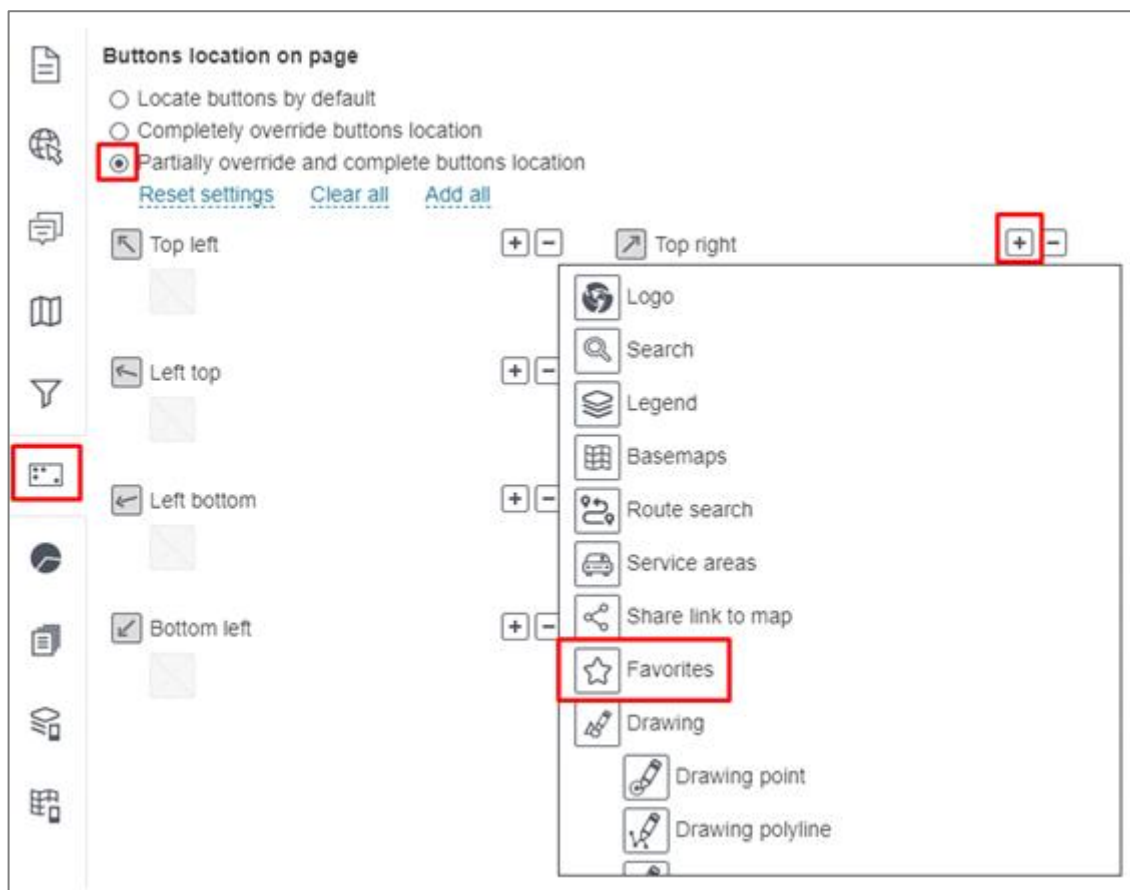 Buttons location on page
Locate buttons by default
Completely override buttons location
Partially override and complete buttons location
Reset settings Clear all Add all
Top left
Top right
Logo
Search
Left top
Legend
Basemaps
Left bottom
Route search
Service areas
Bottom left
Share link to map
Favorites
Drawing
Drawing point
Drawing polyline